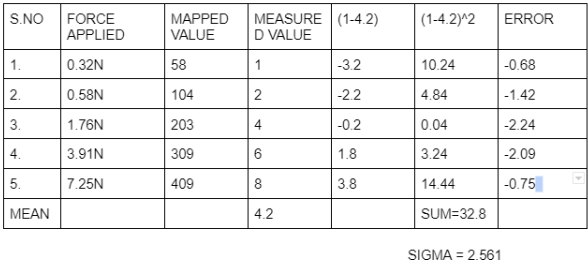 S.NO FORCE APPLIED MAPPED VALUE MEASURE D VALUE (1-4.2) (1-4.2)^2 ERROR
1. 0.32N 58 1 -3.2 10.24 -0.68
2. 0.58N 104 2 -2.2 4.84 -1.42
3. 1.76N 203 4 -0.2 0.04 -2.24
4. 3.91N 309 6 1.8 3.24 -2.09
5. 7.25N 409 8 3.8 14.44 -0.75
MEAN 4.2 SUM=32.8
SIGMA = 2.561